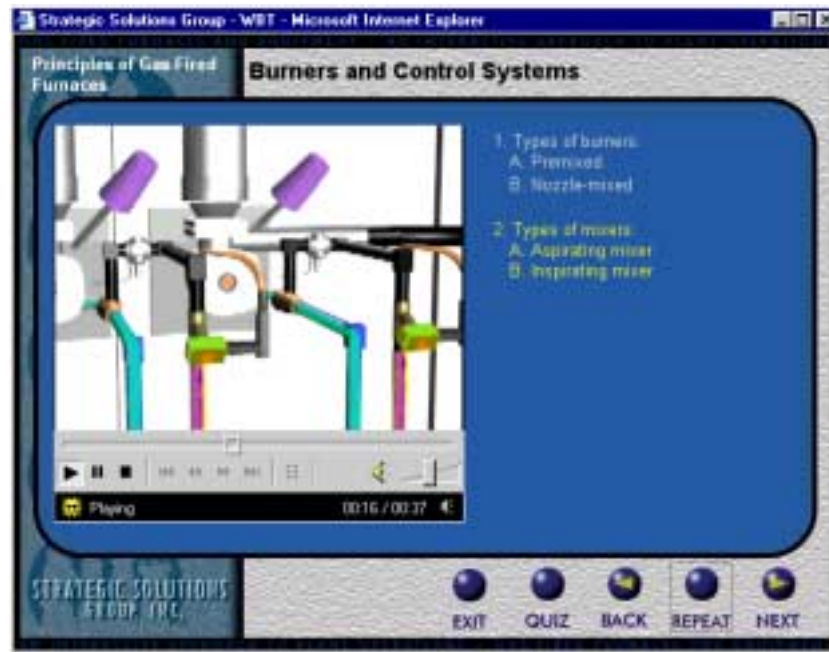 Strategic Solutions Group - WBT - Microsoft Internet Explorer
Principles of Gas Fired
Furnaces
Burners and Control Systems
1. Types of burners:
A. Premixed
B. Nozzle-mixed
2. Types of mixers:
A. Aspirating mixer
B. Inspirating mixer
Playing
00:16 / 00:37
STRATEGIC SOLUTIONS
GROUP INC.
EXIT
QUIZ
BACK
REPEAT
NEXT